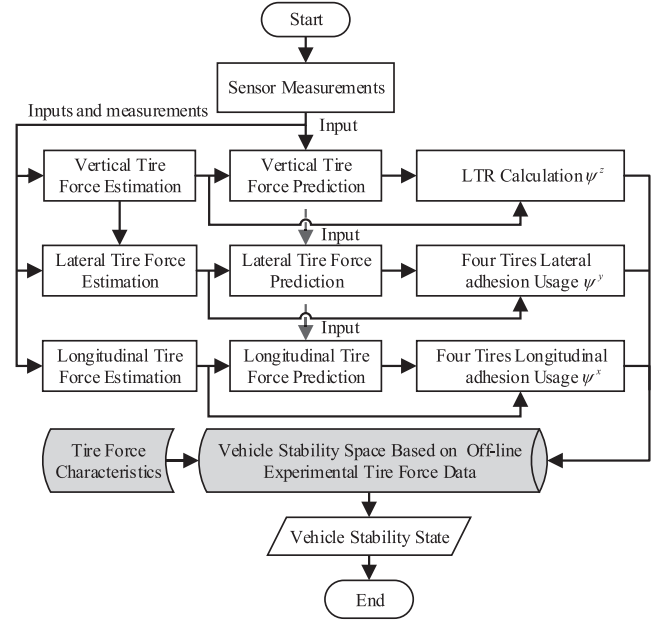 Start
Sensor Measurements
Inputs and measurements
Input
Vertical Tire
Force Estimation
Vertical Tire
Force Prediction
LTR Calculation ψᶻ
Input
Lateral Tire Force
Estimation
Lateral Tire Force
Prediction
Four Tires Lateral
adhesion Usage ψʸ
Input
Longitudinal Tire
Force Estimation
Longitudinal Tire
Force Prediction
Four Tires Longitudinal
adhesion Usage ψˣ
Tire Force
Characteristics
Vehicle Stability Space Based on Off-line
Experimental Tire Force Data
Vehicle Stability State
End